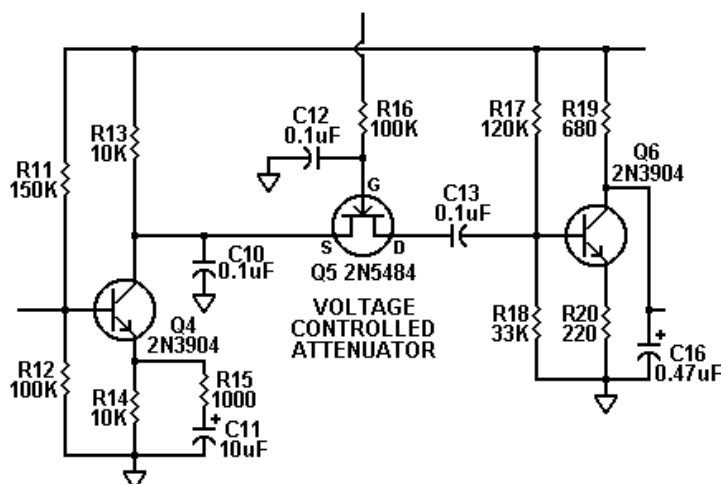 R11
150K
R13
10K
C12
0.1uF
R16
100K
R17
120K
R19
680
Q6
2N3904
G
S
D
C13
0.1uF
C10
0.1uF
Q5 2N5484
VOLTAGE
CONTROLLED
ATTENUATOR
Q4
2N3904
R12
100K
R14
10K
R15
1000
+
C11
10uF
R18
33K
R20
220
+
C16
0.47uF